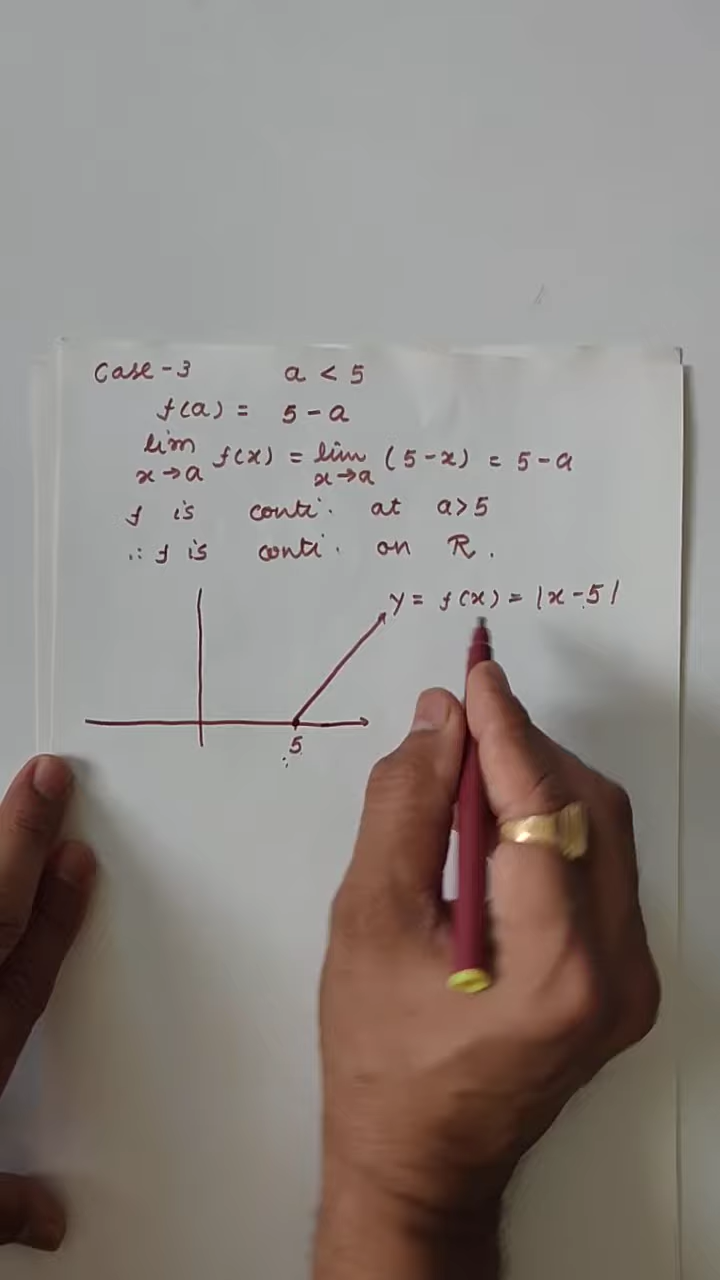 Case-3 a < 5
f(a) = 5-a
lim x→a f(x) = lim x→a (5-x) = 5-a
f is conti. at a>5
∴ f is conti. on R.
y = f(x) = |x-5|
5